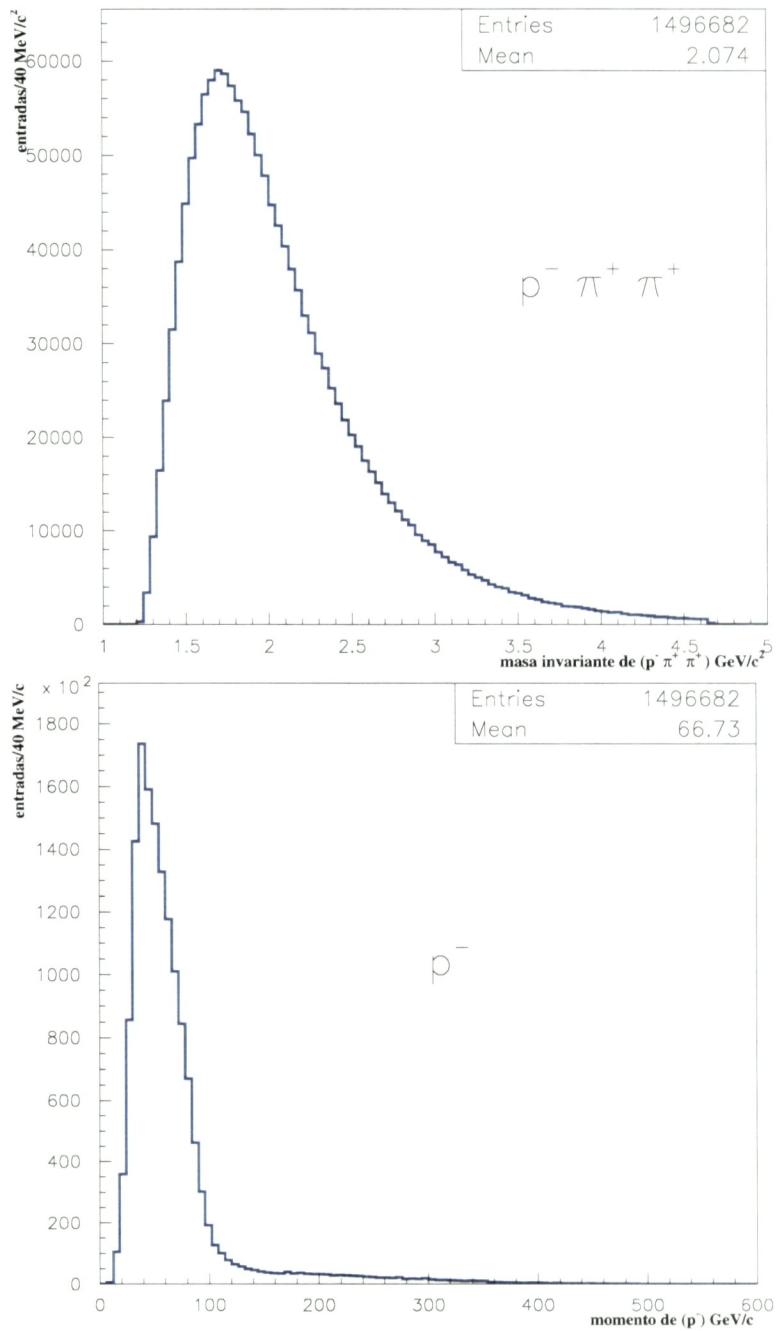 Entries 1496682
Mean 2.074
entradas/40 MeV/c²
60000
50000
40000
30000
20000
10000
0
p⁻ π⁺ π⁺
1 1.5 2 2.5 3 3.5 4 4.5 5
masa invariante de (p⁻ π⁺ π⁺) GeV/c²
x 10²
Entries 1496682
Mean 66.73
entradas/40 MeV/c
1800
1600
1400
1200
1000
800
600
400
200
0
p⁻
0 100 200 300 400 500 600
momento de (p⁻) GeV/c